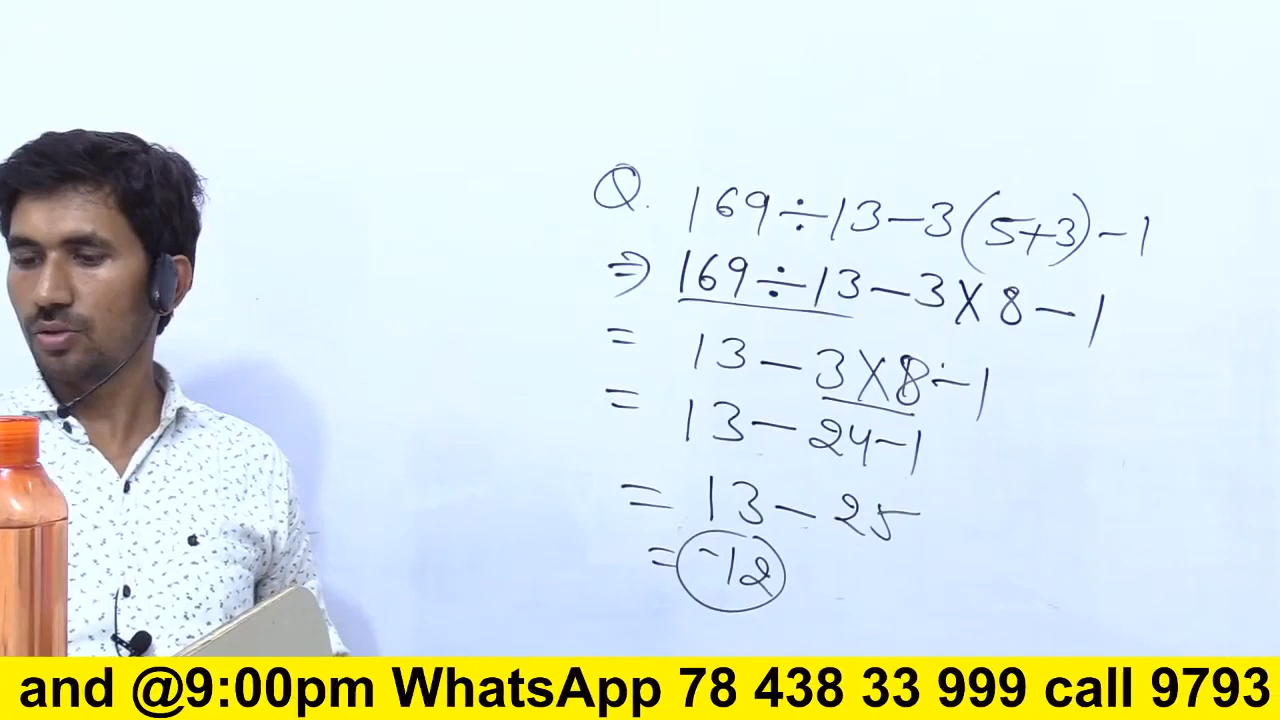 Q. 169÷13-3(5+3)-1
⇒ 169÷13-3×8-1
= 13-3×8-1
= 13-24-1
= 13-25
= -12
and @9:00pm WhatsApp 78 438 33 999 call 9793